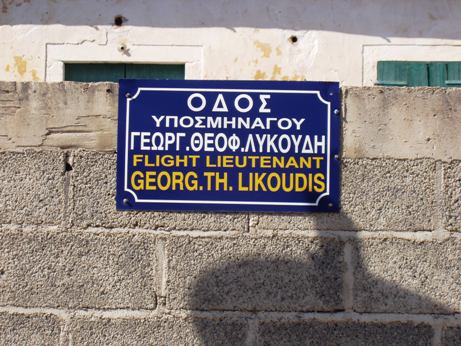 ΟΔΟΣ
ΥΠΟΣΜΗΝΑΓΟΥ
ΓΕΩΡΓ.ΘΕΟΦ.ΛΥΚΟΥΔΗ
FLIGHT LIEUTENANT
GEORG.TH. LIKOUDIS